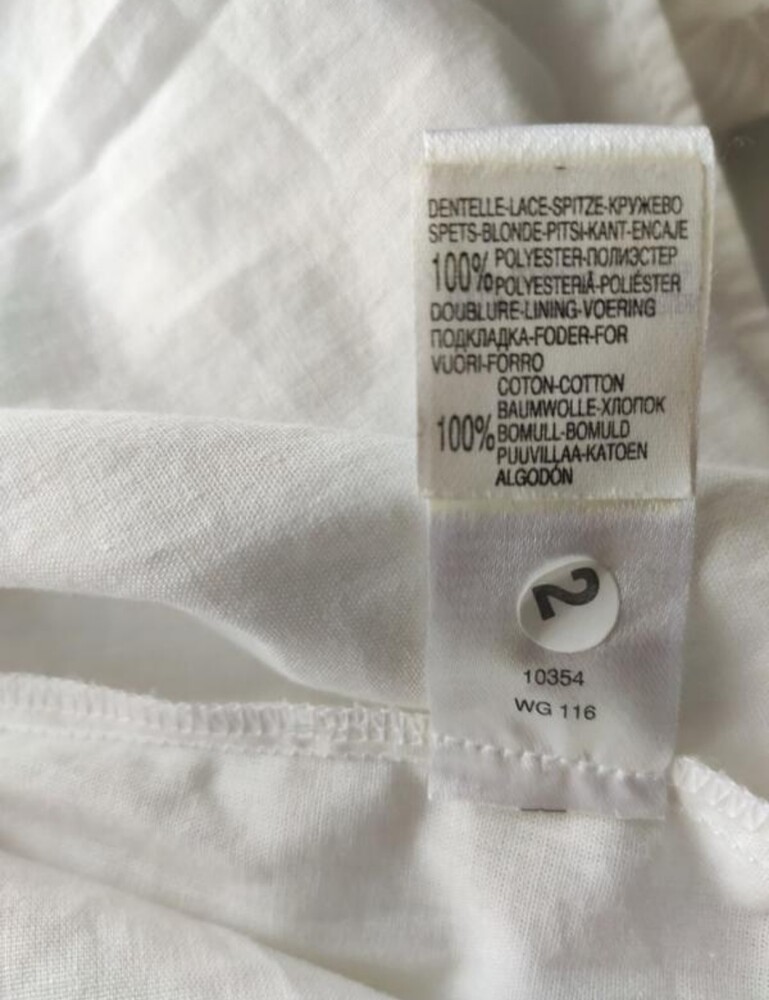 DENTELLE-LACE-SPITZE-КРУЖЕВО
SPETS-BLONDE-PITSI-KANT-ENCAJE
100% POLYESTER-ПОЛИЭСТЕР
POLYESTERIÄ-POLIÉSTER
DOUBLURE-LINING-VOERING
ПОДКЛАДКА-FODER-FOR
VUORI-FORRO
COTON-COTTON
BAUMWOLLE-ХЛОПОК
100% BOMULL-BOMULD
PUUVILLAA-KATOEN
ALGODÓN
2
10354
WG 116